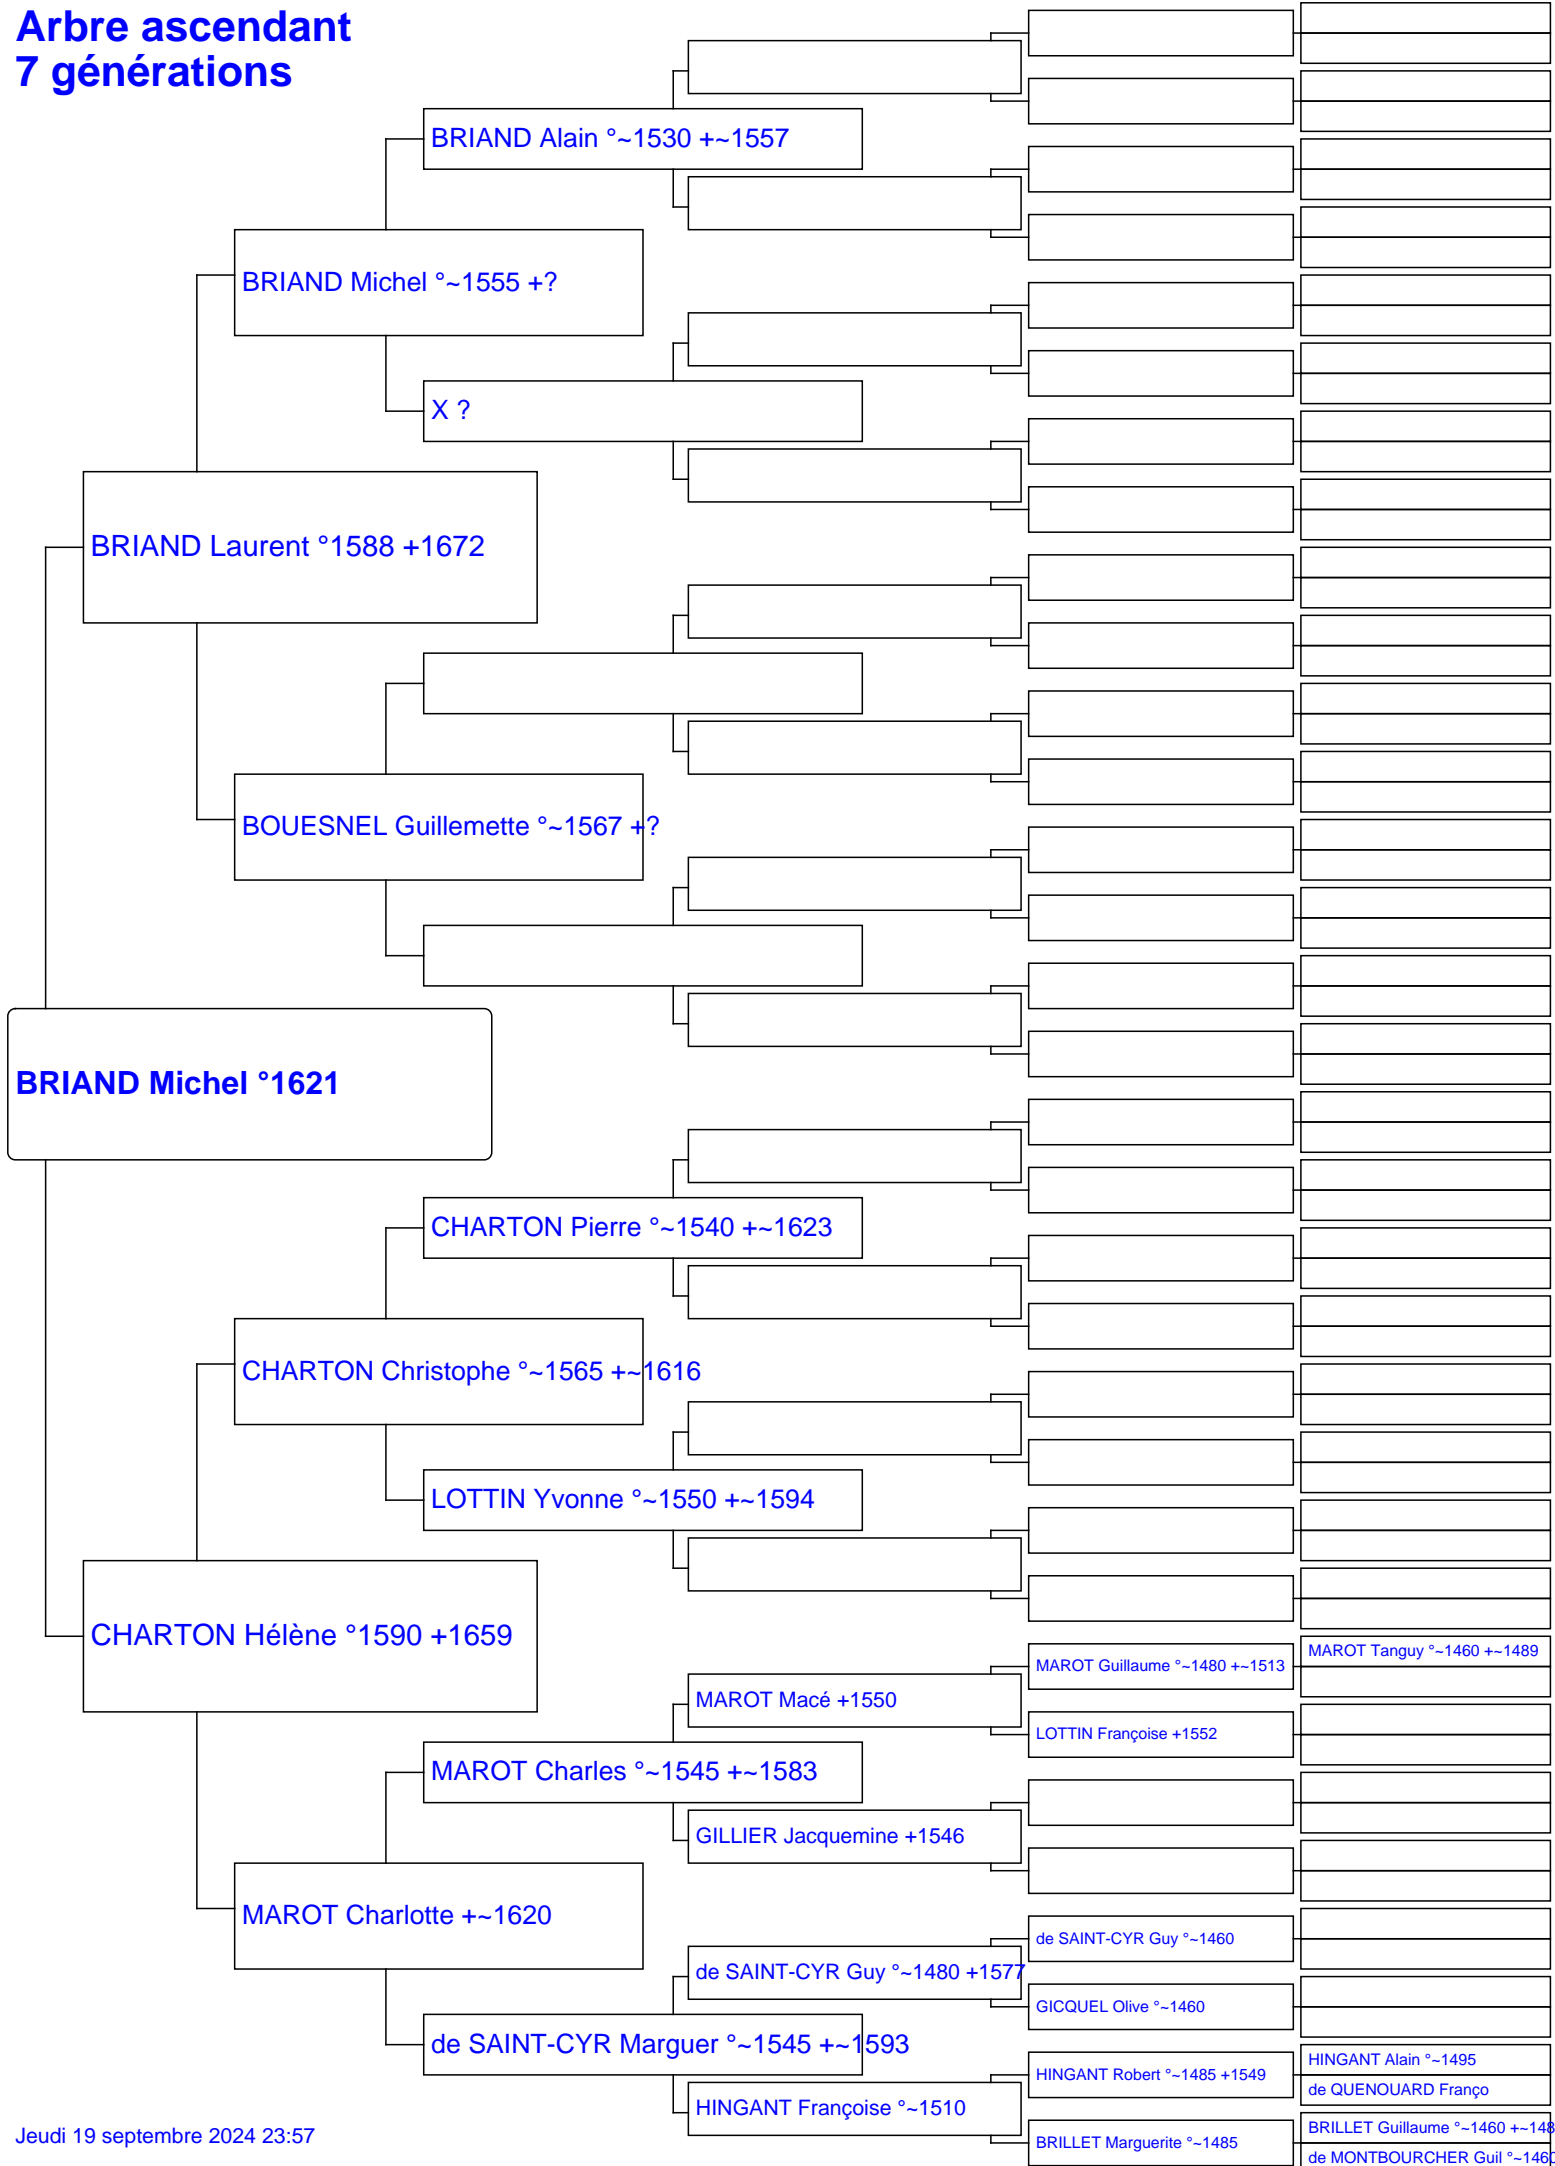 Arbre ascendant
7 générations
BRIAND Alain °~1530 +~1557
BRIAND Michel °~1555 +?
X ?
BRIAND Laurent °1588 +1672
BOUESNEL Guillemette °~1567 +?
BRIAND Michel °1621
CHARTON Pierre °~1540 +~1623
CHARTON Christophe °~1565 +~1616
LOTTIN Yvonne °~1550 +~1594
CHARTON Hélène °1590 +1659
MAROT Tanguy °~1460 +~1489
MAROT Guillaume °~1480 +~1513
MAROT Macé +1550
LOTTIN Françoise +1552
MAROT Charles °~1545 +~1583
GILLIER Jacquemine +1546
MAROT Charlotte +~1620
de SAINT-CYR Guy °~1460
de SAINT-CYR Guy °~1480 +1577
GICQUEL Olive °~1460
de SAINT-CYR Marguer °~1545 +~1593
HINGANT Alain °~1495
HINGANT Robert °~1485 +1549
de QUENOUARD Franço
HINGANT Françoise °~1510
BRILLET Guillaume °~1460 +~148
BRILLET Marguerite °~1485
de MONTBOURCHER Guil °~1460
Jeudi 19 septembre 2024 23:57